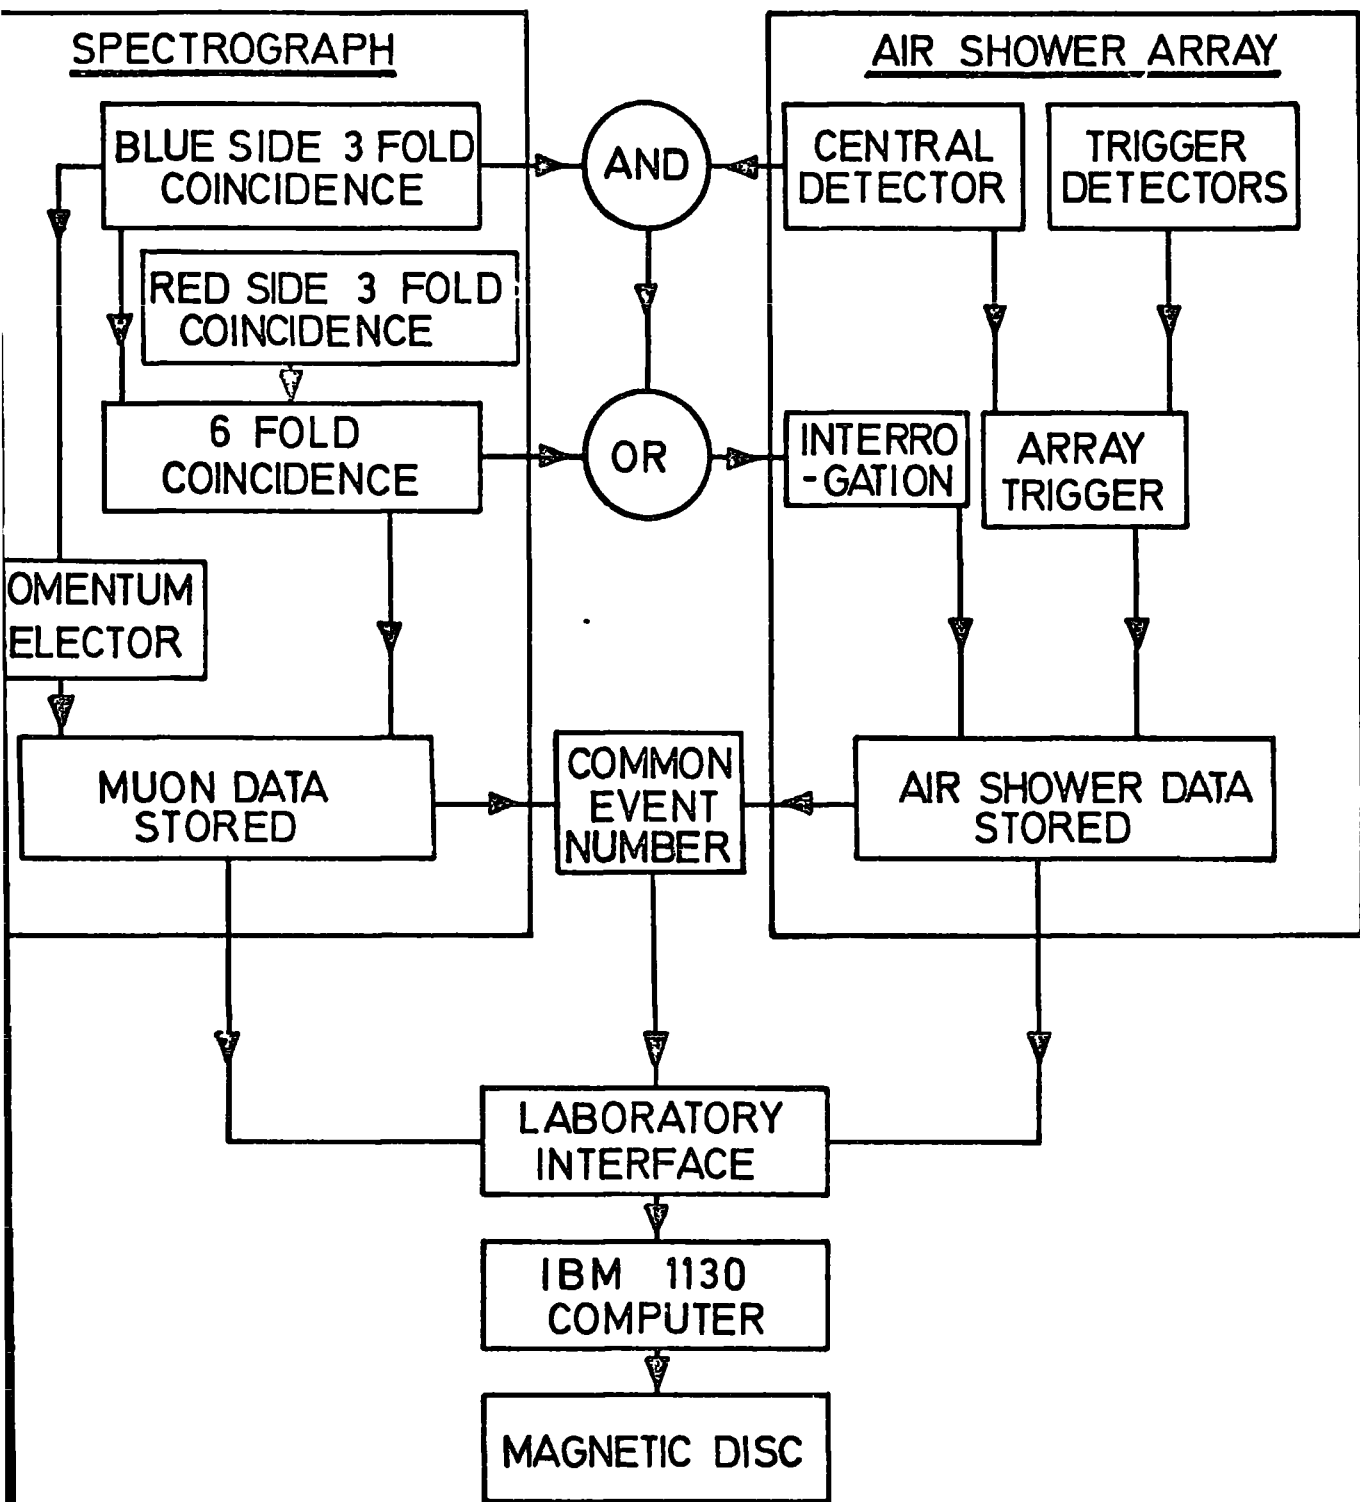 SPECTROGRAPH
BLUE SIDE 3 FOLD
COINCIDENCE
RED SIDE 3 FOLD
COINCIDENCE
6 FOLD
COINCIDENCE
OMENTUM
ELECTOR
MUON DATA
STORED
AND
OR
COMMON
EVENT
NUMBER
AIR SHOWER ARRAY
CENTRAL
DETECTOR
TRIGGER
DETECTORS
INTERRO
-GATION
ARRAY
TRIGGER
AIR SHOWER DATA
STORED
LABORATORY
INTERFACE
IBM 1130
COMPUTER
MAGNETIC DISC